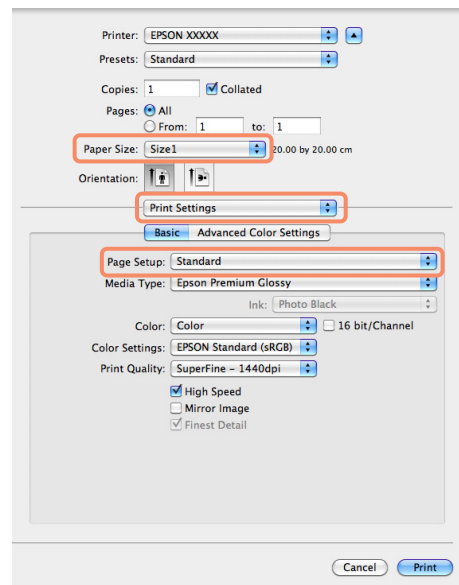 Printer: EPSON XXXXX
Presets: Standard
Copies: 1 Collated
Pages: All
From: 1 to: 1
Paper Size: Size1 20.00 by 20.00 cm
Orientation:
Print Settings
Basic Advanced Color Settings
Page Setup: Standard
Media Type: Epson Premium Glossy
Ink: Photo Black
Color: Color 16 bit/Channel
Color Settings: EPSON Standard (sRGB)
Print Quality: SuperFine - 1440dpi
High Speed
Mirror Image
Finest Detail
Cancel Print